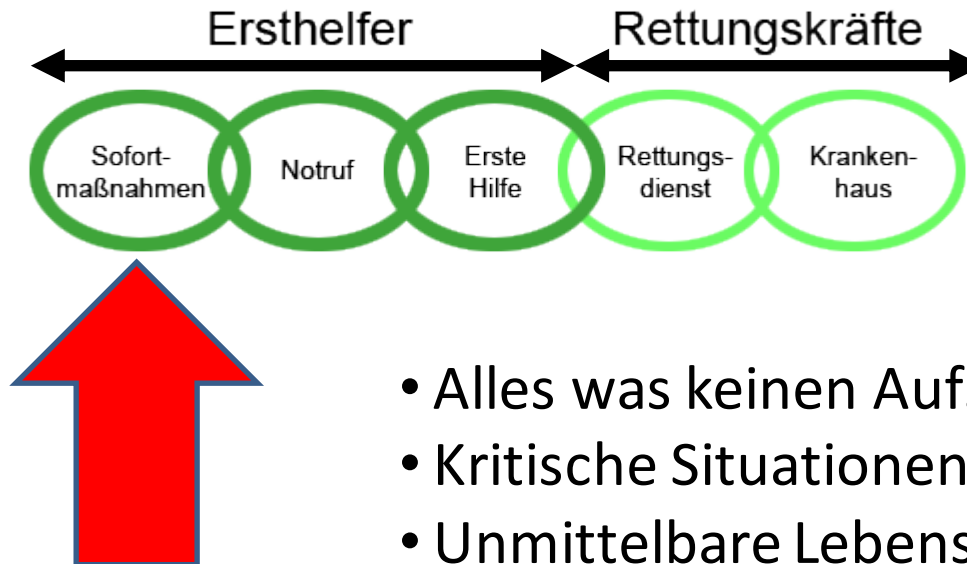 Ersthelfer Rettungskräfte
Sofort-
maßnahmen
Notruf
Erste
Hilfe
Rettungs-
dienst
Kranken-
haus
• Alles was keinen
• Kritische Situationen
• Unmittelbare